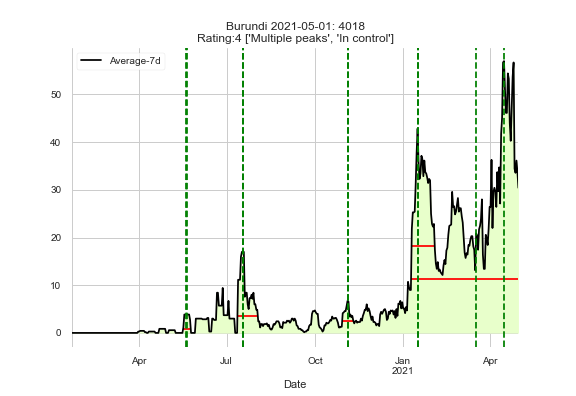 Burundi 2021-05-01: 4018
Rating:4 ['Multiple peaks', 'In control']
Average-7d
50
40
30
20
10
0
Apr
Jul
Oct
Jan
2021
Apr
Date